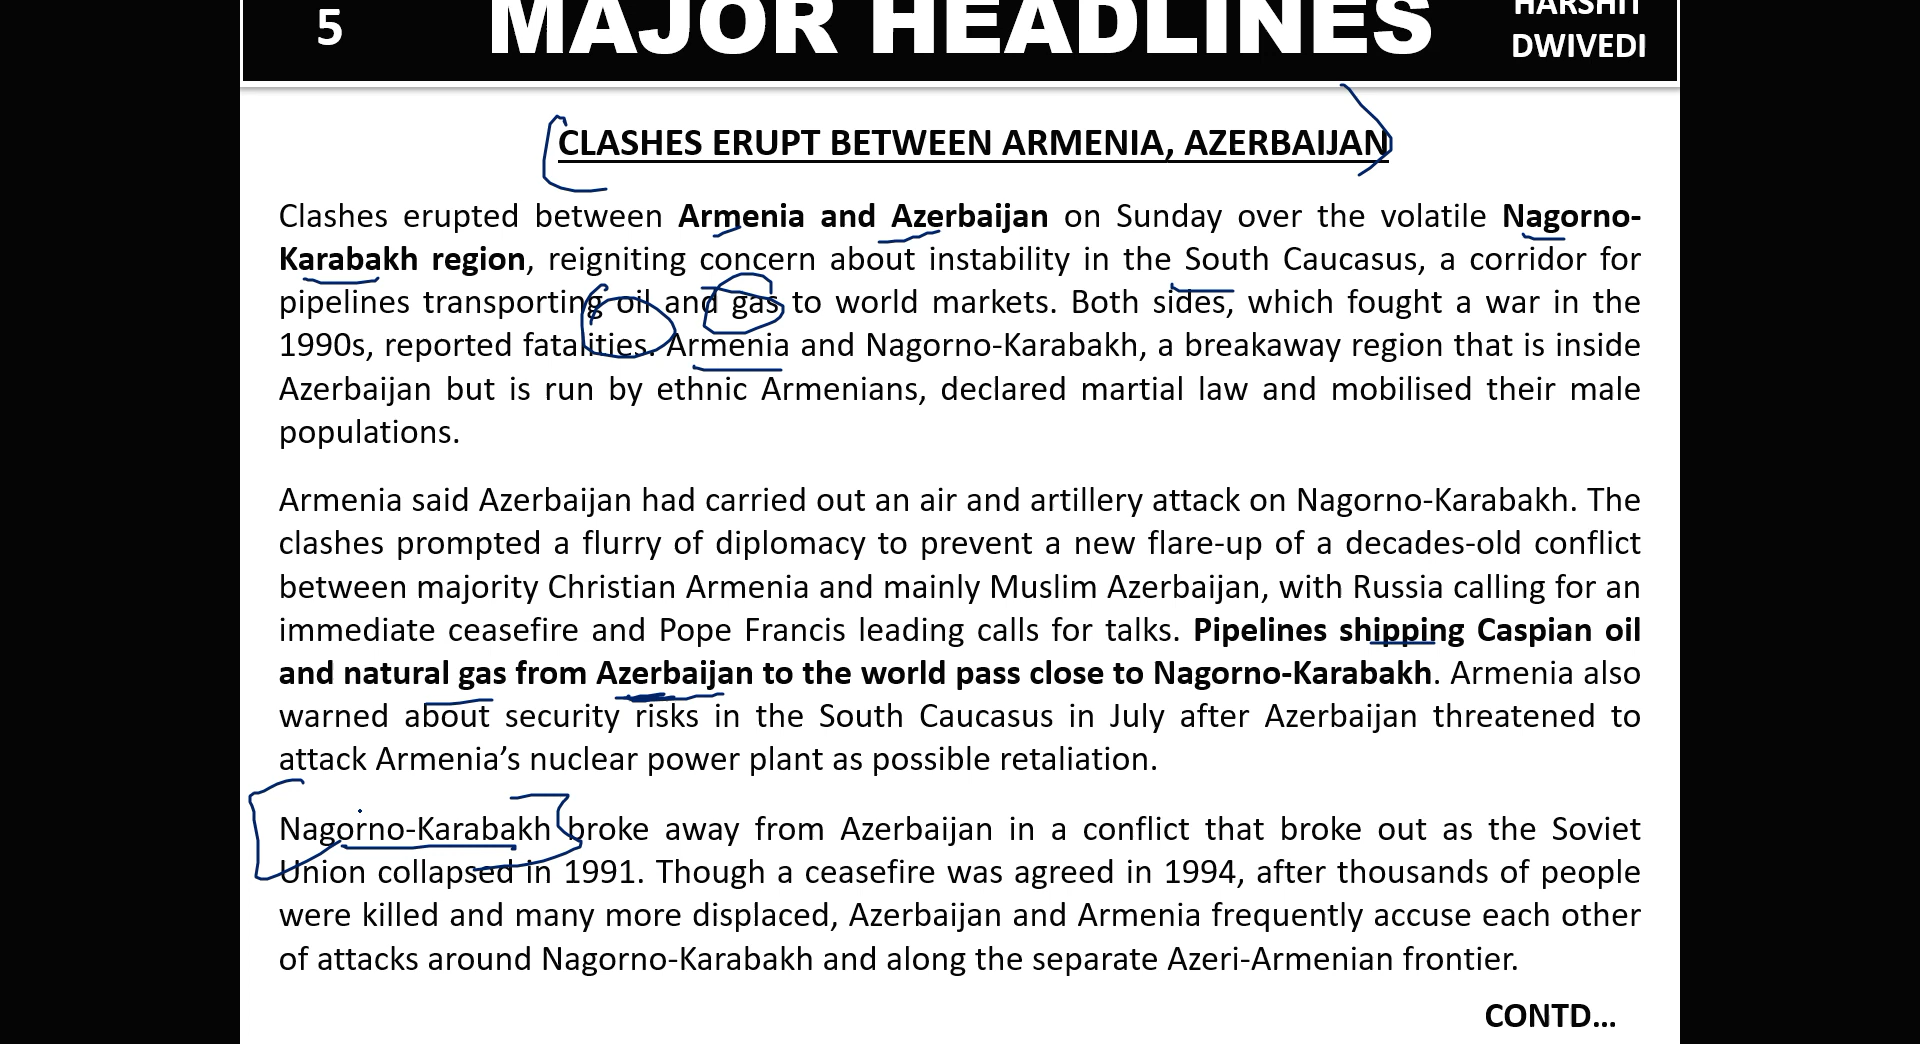 5
MAJOR HEADLINES
HARSHIT
DWIVEDI
CLASHES ERUPT BETWEEN ARMENIA, AZERBAIJAN
Clashes erupted between Armenia and Azerbaijan on Sunday over the volatile Nagorno-
Karabakh region, reigniting concern about instability in the South Caucasus, a corridor for
pipelines transporting oil and gas to world markets. Both sides, which fought a war in the
1990s, reported fatalities. Armenia and Nagorno-Karabakh, a breakaway region that is inside
Azerbaijan but is run by ethnic Armenians, declared martial law and mobilised their male
populations.
Armenia said Azerbaijan had carried out an air and artillery attack on Nagorno-Karabakh. The
clashes prompted a flurry of diplomacy to prevent a new flare-up of a decades-old conflict
between majority Christian Armenia and mainly Muslim Azerbaijan, with Russia calling for an
immediate ceasefire and Pope Francis leading calls for talks. Pipelines shipping Caspian oil
and natural gas from Azerbaijan to the world pass close to Nagorno-Karabakh. Armenia also
warned about security risks in the South Caucasus in July after Azerbaijan threatened to
attack Armenia’s nuclear power plant as possible retaliation.
Nagorno-Karabakh broke away from Azerbaijan in a conflict that broke out as the Soviet
Union collapsed in 1991. Though a ceasefire was agreed in 1994, after thousands of people
were killed and many more displaced, Azerbaijan and Armenia frequently accuse each other
of attacks around Nagorno-Karabakh and along the separate Azeri-Armenian frontier.
CONTD...